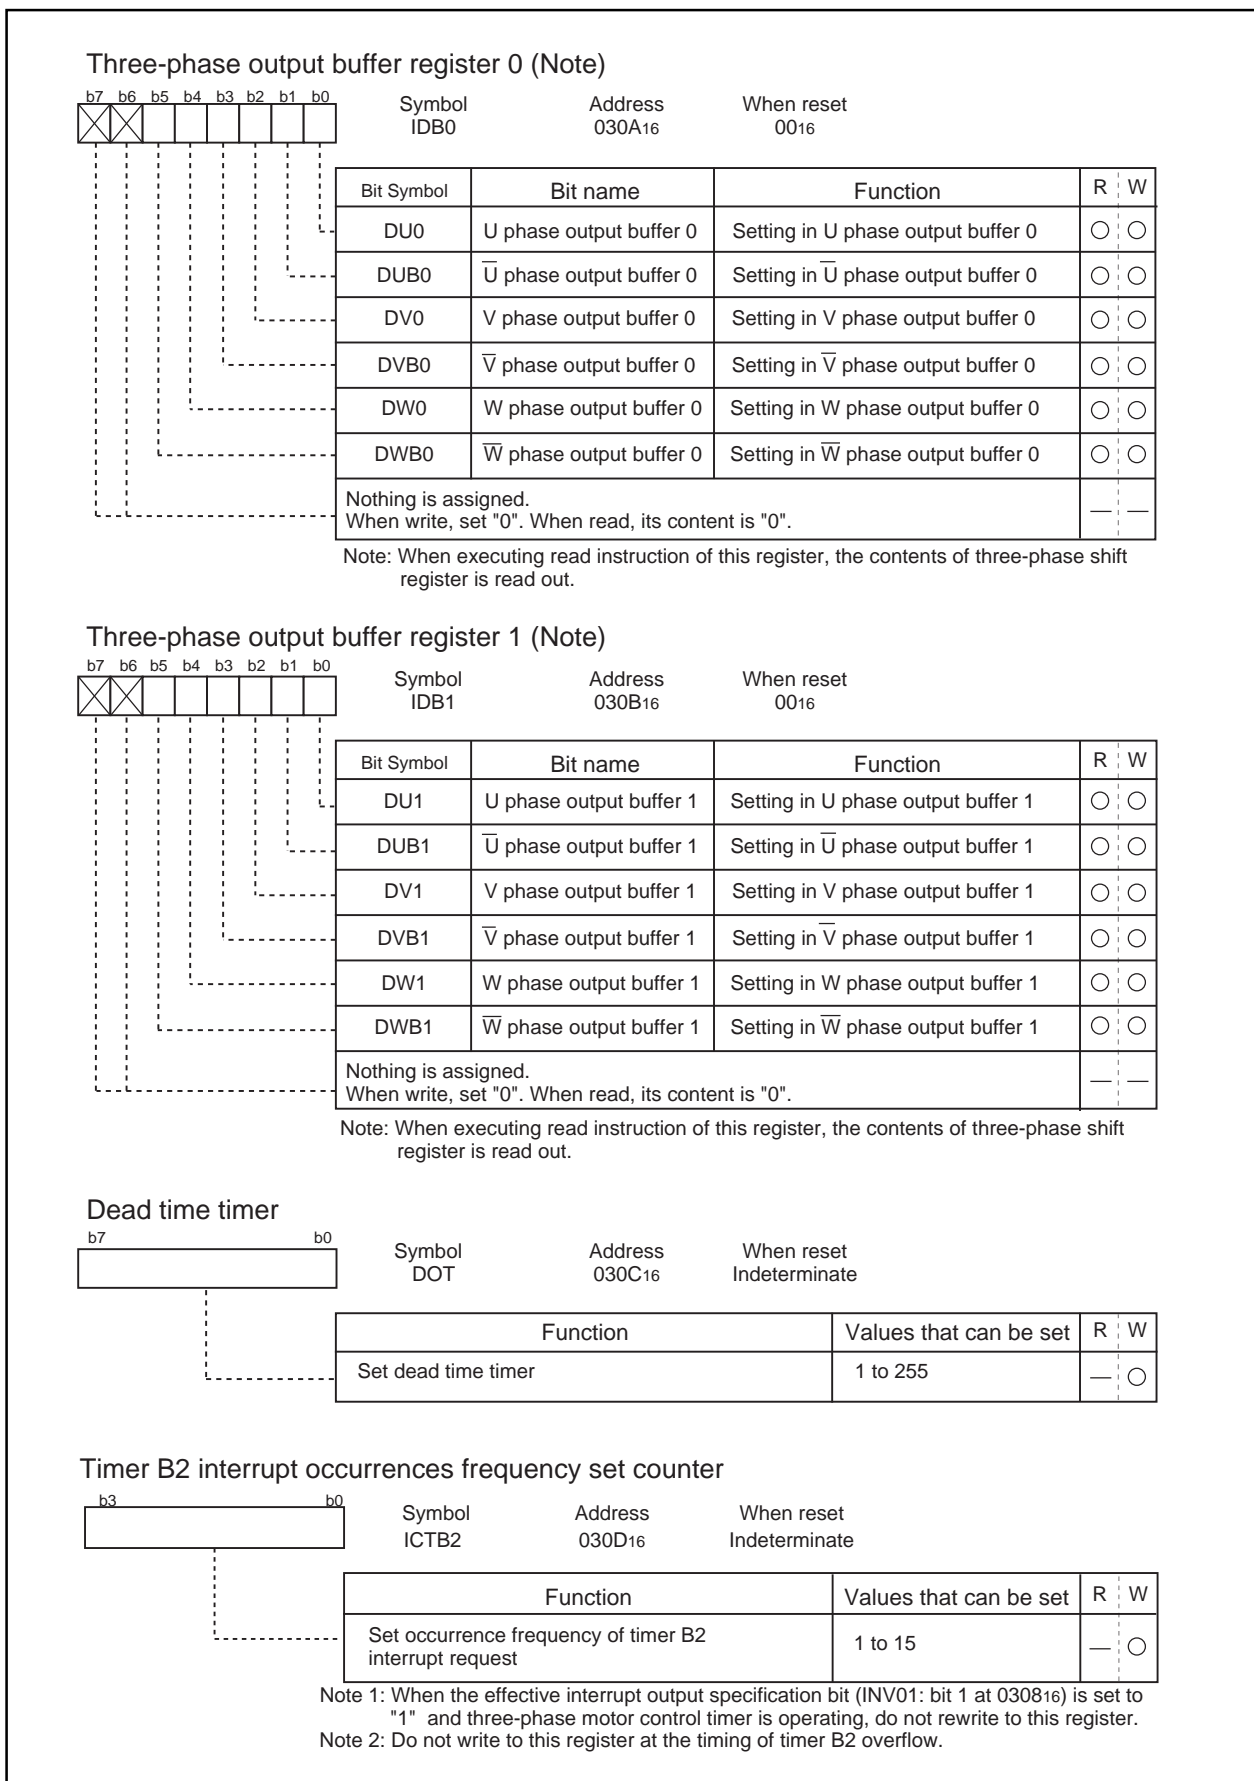 Three-phase output buffer register 0 (Note)
b7 b6 b5 b4 b3 b2 b1 b0
Symbol Address When reset
IDB0 030A16 0016
Bit Symbol Bit name Function R W
DU0 U phase output buffer 0 Setting in U phase output buffer 0
DUB0 U̅ phase output buffer 0 Setting in U̅ phase output buffer 0
DV0 V phase output buffer 0 Setting in V phase output buffer 0
DVB0 V̅ phase output buffer 0 Setting in V̅ phase output buffer 0
DW0 W phase output buffer 0 Setting in W phase output buffer 0
DWB0 W̅ phase output buffer 0 Setting in W̅ phase output buffer 0
Nothing is assigned.
When write, set "0". When read, its content is "0". — —
Note: When executing read instruction of this register, the contents of three-phase shift
register is read out.
Three-phase output buffer register 1 (Note)
b7 b6 b5 b4 b3 b2 b1 b0
Symbol Address When reset
IDB1 030B16 0016
Bit Symbol Bit name Function R W
DU1 U phase output buffer 1 Setting in U phase output buffer 1
DUB1 U̅ phase output buffer 1 Setting in U̅ phase output buffer 1
DV1 V phase output buffer 1 Setting in V phase output buffer 1
DVB1 V̅ phase output buffer 1 Setting in V̅ phase output buffer 1
DW1 W phase output buffer 1 Setting in W phase output buffer 1
DWB1 W̅ phase output buffer 1 Setting in W̅ phase output buffer 1
Nothing is assigned.
When write, set "0". When read, its content is "0". — —
Note: When executing read instruction of this register, the contents of three-phase shift
register is read out.
Dead time timer
b7 b0
Symbol Address When reset
DOT 030C16 Indeterminate
Function Values that can be set R W
Set dead time timer 1 to 255 —
Timer B2 interrupt occurrences frequency set counter
b3 b0
Symbol Address When reset
ICTB2 030D16 Indeterminate
Function Values that can be set R W
Set occurrence frequency of timer B2
interrupt request 1 to 15 —
Note 1: When the effective interrupt output specification bit (INV01: bit 1 at 030816) is set to
"1" and three-phase motor control timer is operating, do not rewrite to this register.
Note 2: Do not write to this register at the timing of timer B2 overflow.